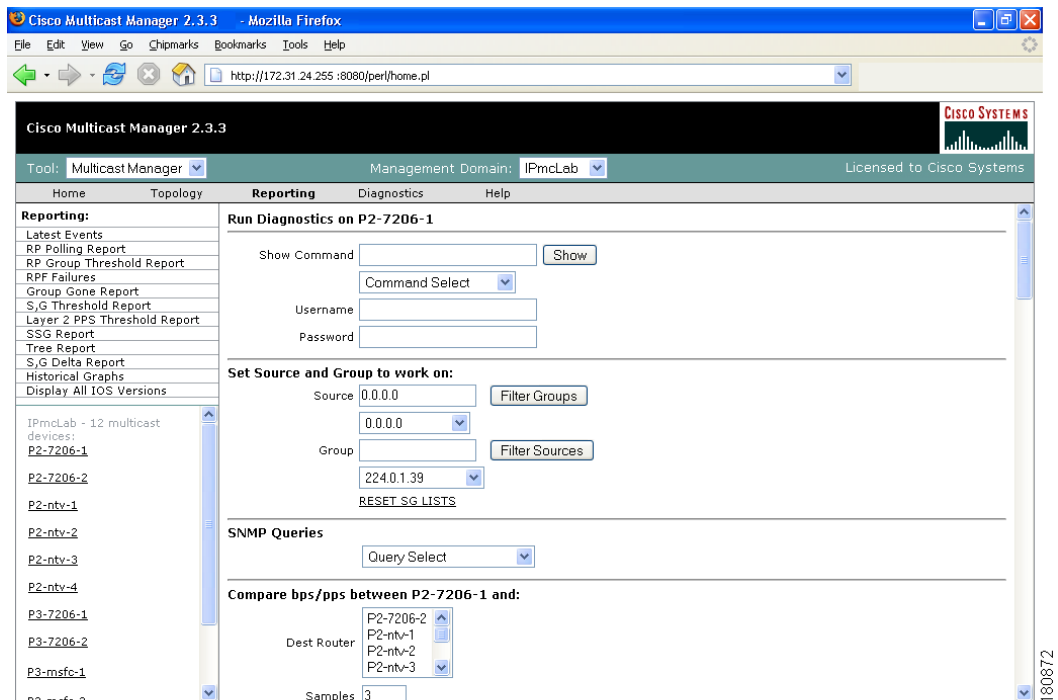 Cisco Multicast Manager 2.3.3 - Mozilla Firefox
File Edit View Go Chipmarks Bookmarks Tools Help
http://172.31.24.255 :8080/perl/home.pl
Cisco Multicast Manager 2.3.3
CISCO SYSTEMS
Tool: Multicast Manager Management Domain: IPmcLab Licensed to Cisco Systems
Home Topology Reporting Diagnostics Help
Reporting:
Latest Events
RP Polling Report
RP Group Threshold Report
RPF Failures
Group Gone Report
S,G Threshold Report
Layer 2 PPS Threshold Report
SSG Report
Tree Report
S,G Delta Report
Historical Graphs
Display All IOS Versions
IPmcLab - 12 multicast
devices:
P2-7206-1
P2-7206-2
P2-ntv-1
P2-ntv-2
P2-ntv-3
P2-ntv-4
P3-7206-1
P3-7206-2
P3-msfc-1
Run Diagnostics on P2-7206-1
Show Command Show
Command Select
Username
Password
Set Source and Group to work on:
Source 0.0.0.0 Filter Groups
0.0.0.0
Group Filter Sources
224.0.1.39
RESET SG LISTS
SNMP Queries
Query Select
Compare bps/pps between P2-7206-1 and:
Dest Router
P2-7206-2
P2-ntv-1
P2-ntv-2
P2-ntv-3
Samples 3
180872